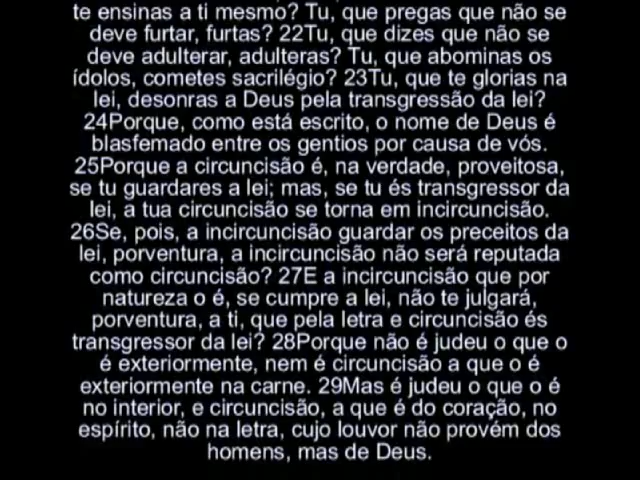 te ensinas a ti mesmo? Tu, que pregas que não se
deve furtar, furtas? 22Tu, que dizes que não se
deve adulterar, adulteras? Tu, que abominas os
ídolos, cometes sacrilégio? 23Tu, que te glorias na
lei, desonras a Deus pela transgressão da lei?
24Porque, como está escrito, o nome de Deus é
blasfemado entre os gentios por causa de vós.
25Porque a circuncisão é, na verdade, proveitosa,
se tu guardares a lei; mas, se tu és transgressor da
lei, a tua circuncisão se torna em incircuncisão.
26Se, pois, a incircuncisão guardar os preceitos da
lei, porventura, a incircuncisão não será reputada
como circuncisão? 27E a incircuncisão que por
natureza o é, se cumpre a lei, não te julgará,
porventura, a ti, que pela letra e circuncisão és
transgressor da lei? 28Porque não é judeu o que o
é exteriormente, nem é circuncisão a que o é
exteriormente na carne. 29Mas é judeu o que o é
no interior, e circuncisão, a que é do coração, no
espírito, não na letra, cujo louvor não provém dos
homens, mas de Deus.